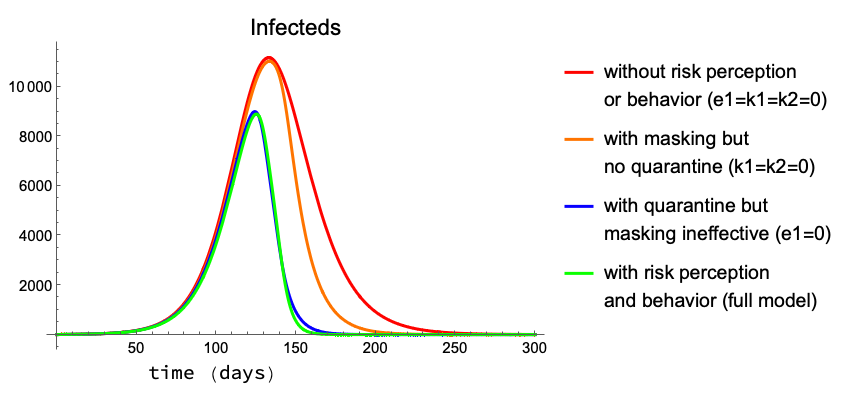 Infecteds
10 000
8000
6000
4000
2000
50
100
150
200
250
300
time (days)
without risk perception
or behavior (e1=k1=k2=0)
with masking but
no quarantine (k1=k2=0)
with quarantine but
masking ineffective (e1=0)
with risk perception
and behavior (full model)